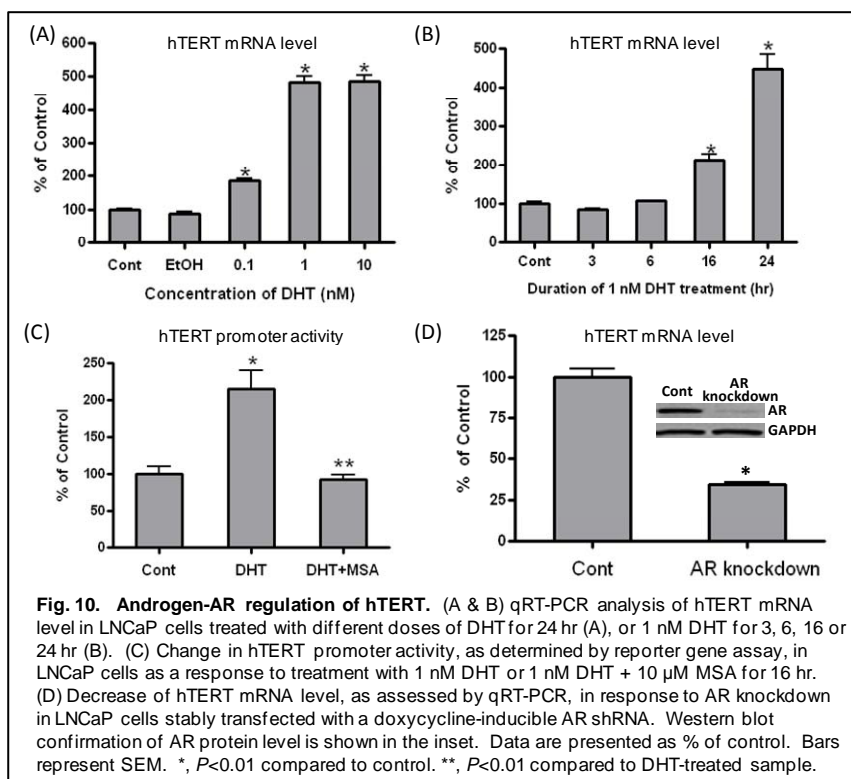 (A)
hTERT mRNA level
600
500
400
300
200
100
0
% of Control
*
*
*
Cont EtOH 0.1 1 10
Concentration of DHT (nM)
(B)
hTERT mRNA level
500
400
300
200
100
0
% of Control
*
*
Cont 3 6 16 24
Duration of 1 nM DHT treatment (hr)
(C)
hTERT promoter activity
250
200
150
100
50
0
% of Control
*
**
Cont DHT DHT+MSA
(D)
hTERT mRNA level
125
100
75
50
25
0
% of Control
Cont AR knockdown
AR
GAPDH
*
Cont AR knockdown
Fig. 10. Androgen-AR regulation of hTERT. (A & B) qRT-PCR analysis of hTERT mRNA
level in LNCaP cells treated with different doses of DHT for 24 hr (A), or 1 nM DHT for 3, 6, 16 or
24 hr (B). (C) Change in hTERT promoter activity, as determined by reporter gene assay, in
LNCaP cells as a response to treatment with 1 nM DHT or 1 nM DHT + 10 µM MSA for 16 hr.
(D) Decrease of hTERT mRNA level, as assessed by qRT-PCR, in response to AR knockdown
in LNCaP cells stably transfected with a doxycycline-inducible AR shRNA. Western blot
confirmation of AR protein level is shown in the inset. Data are presented as % of control. Bars
represent SEM. *, P<0.01 compared to control. **, P<0.01 compared to DHT-treated sample.